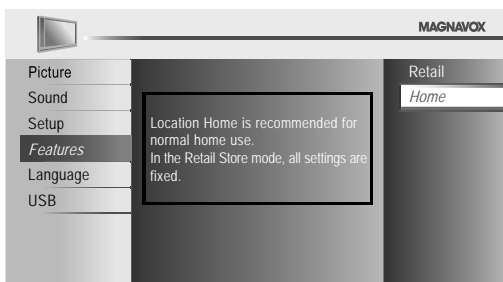 MAGNAVOX
Picture
Sound
Setup
Features
Language
USB
Location Home is recommended for
normal home use.
In the Retail Store mode, all settings are
fixed.
Retail
Home